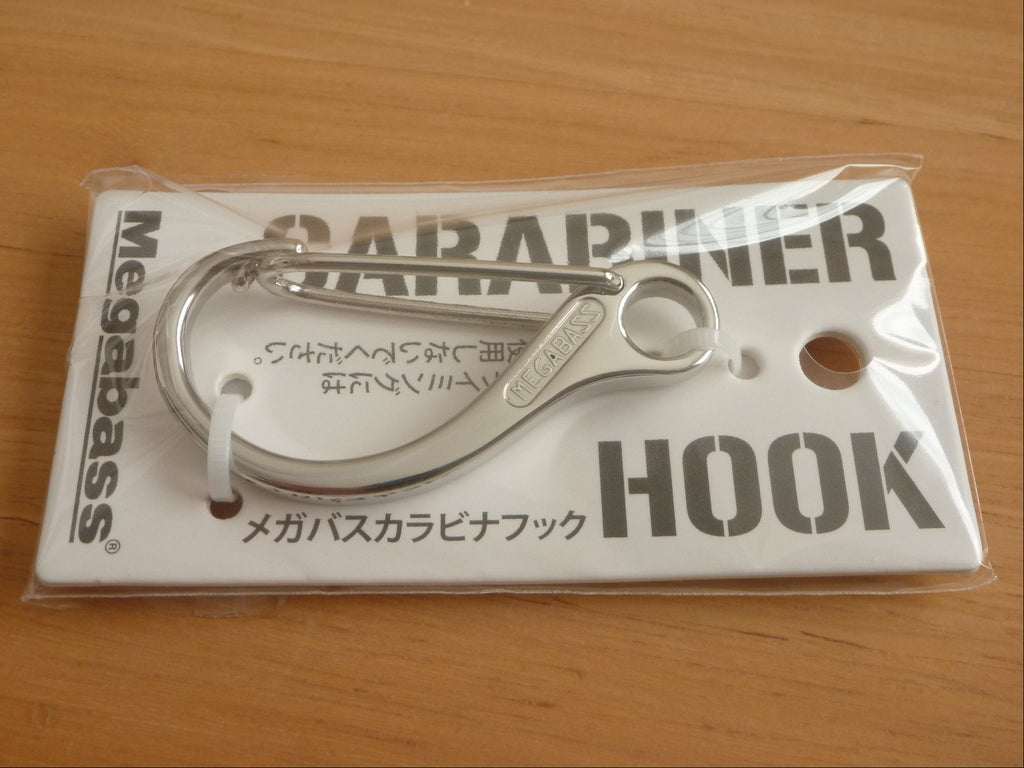 Megabass®
CARABINER
MEGABASS
イミングには
使用しないでください。
HOOK
メガバスカラビナフック